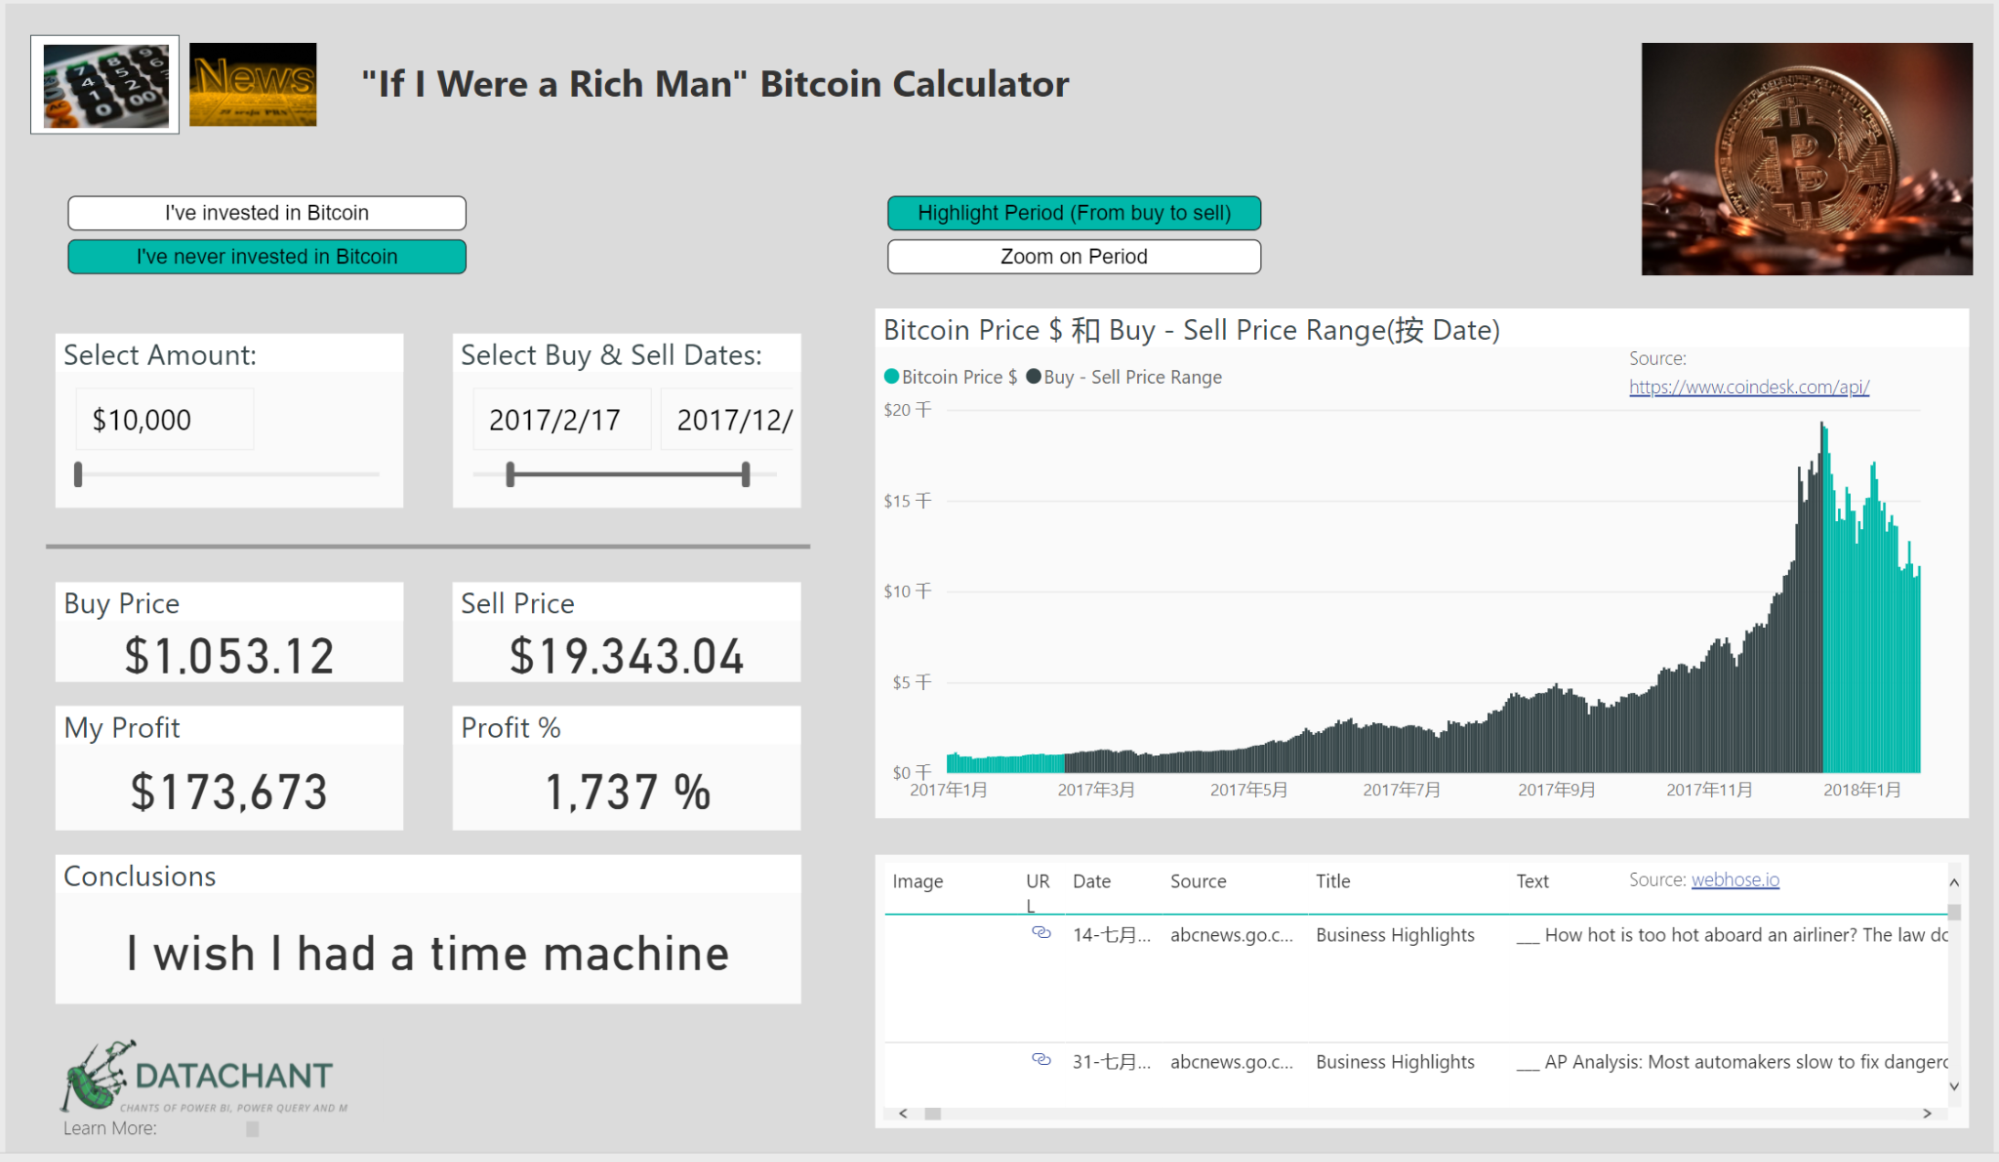 News
"If I Were a Rich Man" Bitcoin Calculator
I've invested in Bitcoin
I've never invested in Bitcoin
Highlight Period (From buy to sell)
Zoom on Period
Select Amount:
$10,000
Select Buy & Sell Dates:
2017/2/17
2017/12/
Buy Price
$1.053.12
Sell Price
$19.343.04
My Profit
$173,673
Profit %
1,737 %
Conclusions
I wish I had a time machine
DATACHANT
CHANTS OF POWER BI, POWER QUERY AND M
Learn More:
Bitcoin Price $ 和 Buy - Sell Price Range(按 Date)
Bitcoin Price $ Buy - Sell Price Range
Source:
https://www.coindesk.com/api/
$20 千
$15 千
$10 千
$5 千
$0 千
2017年1月 2017年3月 2017年5月 2017年7月 2017年9月 2017年11月 2018年1月
Image
UR
L
Date
Source
Title
Text
Source: webhose.io
14-七月... abcnews.go.c... Business Highlights ___ How hot is too hot aboard an airliner? The law do
31-七月... abcnews.go.c... Business Highlights ___ AP Analysis: Most automakers slow to fix dangerc